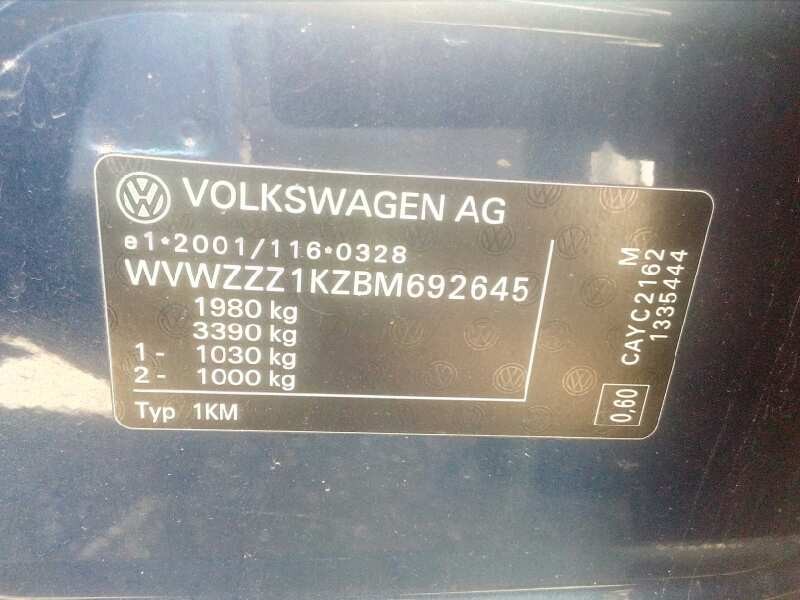 VOLKSWAGEN AG
e1*2001/116*0328
WVWZZZ1KZBM692645
1980 kg
3390 kg
1 - 1030 kg
2 - 1000 kg
Typ 1KM
M
CAYC2162
1335444
0,60